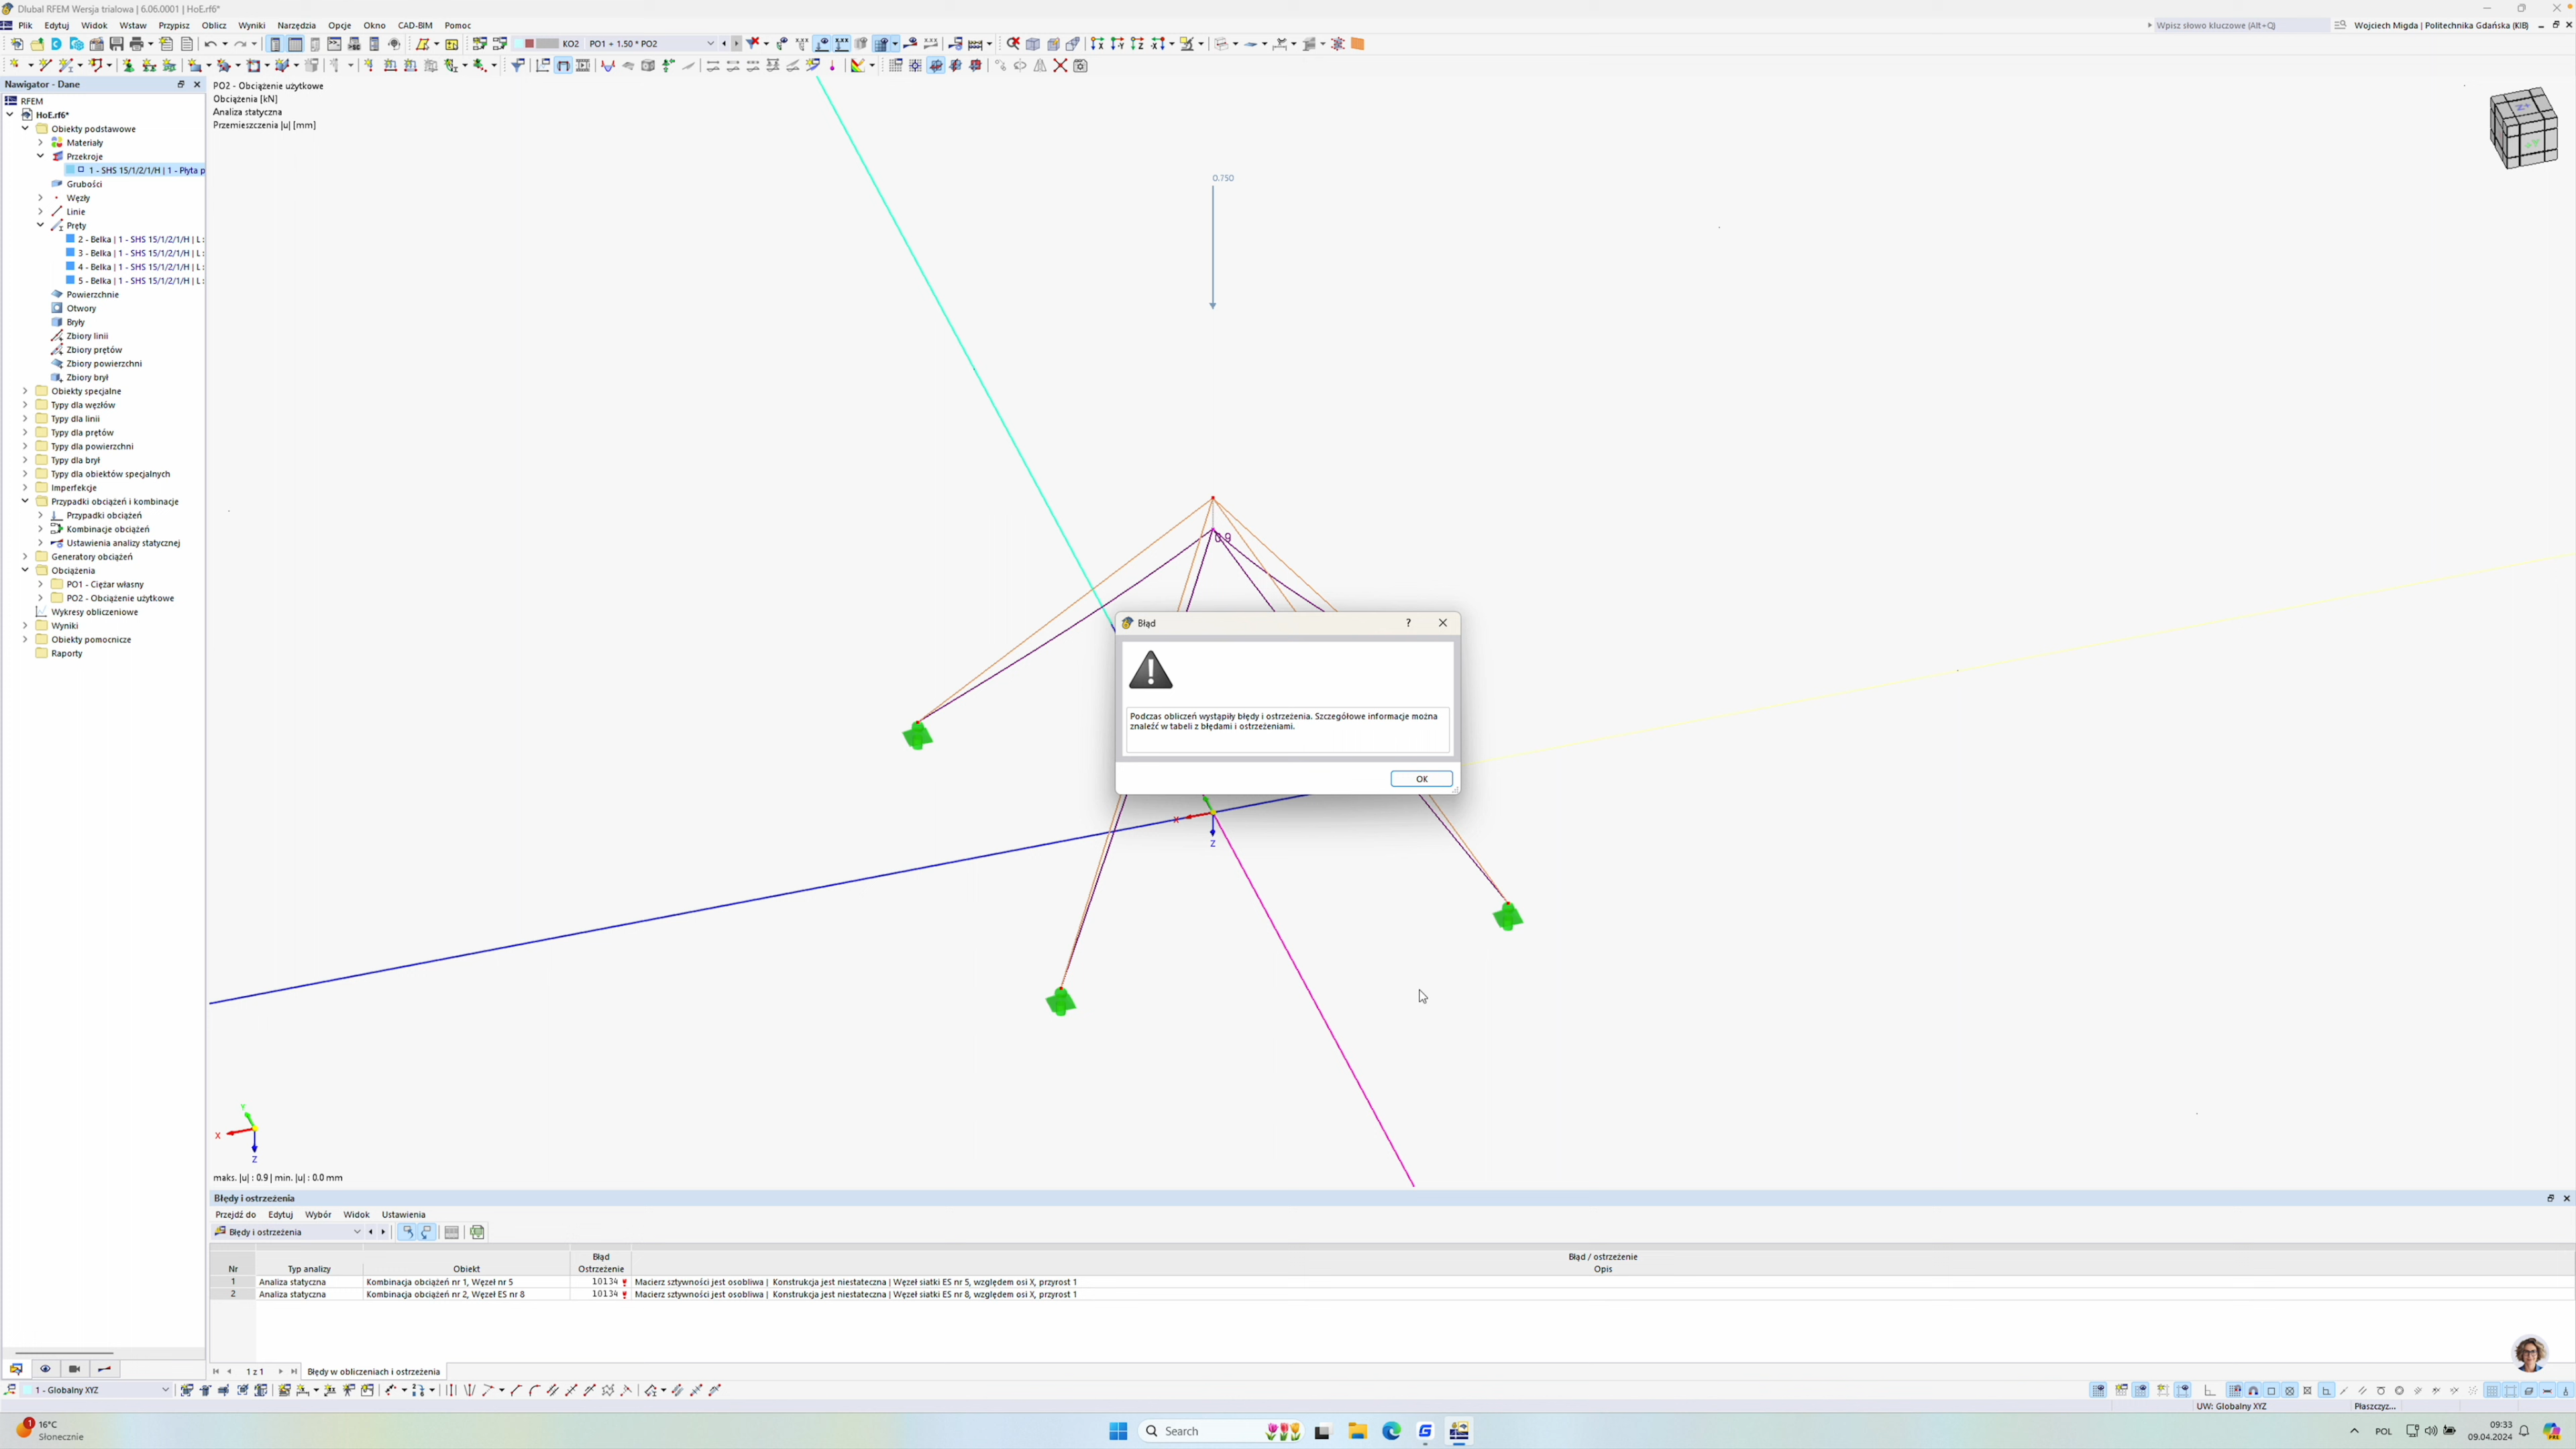 Dlubal RFEM Wersja trialowa | 6.06.0001 | HoE.rf6*
Plik Edytuj Widok Wstaw Przypisz Oblicz Wyniki Narzędzia Opcje Okno CAD-BIM Pomoc
Wpisz słowo kluczowe (Alt+Q)
Wojciech Migda | Politechnika Gdańska (KIB)
KO2 PO1 + 1.50 * PO2
Nawigator - Dane
RFEM
HoE.rf6*
Obiekty podstawowe
Materiały
Przekroje
1 - SHS 15/1/2/1/H | 1 - Płyta p
Grubości
Węzły
Linie
Pręty
2 - Belka | 1 - SHS 15/1/2/1/H | L :
3 - Belka | 1 - SHS 15/1/2/1/H | L :
4 - Belka | 1 - SHS 15/1/2/1/H | L :
5 - Belka | 1 - SHS 15/1/2/1/H | L :
Powierzchnie
Otwory
Bryły
Zbiory linii
Zbiory prętów
Zbiory powierzchni
Zbiory brył
Obiekty specjalne
Typy dla węzłów
Typy dla linii
Typy dla prętów
Typy dla powierzchni
Typy dla brył
Typy dla obiektów specjalnych
Imperfekcje
Przypadki obciążeń i kombinacje
Przypadki obciążeń
Kombinacje obciążeń
Ustawienia analizy statycznej
Generatory obciążeń
Obciążenia
PO1 - Ciężar własny
PO2 - Obciążenie użytkowe
Wykresy obliczeniowe
Wyniki
Obiekty pomocnicze
Raporty
PO2 - Obciążenie użytkowe
Obciążenia [kN]
Analiza statyczna
Przemieszczenia |u| [mm]
0.750
0.9
Błąd
?
Podczas obliczeń wystąpiły błędy i ostrzeżenia. Szczegółowe informacje można
znaleźć w tabeli z błędami i ostrzeżeniami.
OK
X
Z
Y
X
Z
maks. |u| : 0.9 | min. |u| : 0.0 mm
Błędy i ostrzeżenia
Przejdź do Edytuj Wybór Widok Ustawienia
Błędy i ostrzeżenia
Błąd Błąd / ostrzeżenie
Nr Typ analizy Obiekt Ostrzeżenie Opis
1 Analiza statyczna Kombinacja obciążeń nr 1, Węzeł nr 5 10134 Macierz sztywności jest osobliwa | Konstrukcja jest niestateczna | Węzeł siatki ES nr 5, względem osi X, przyrost 1
2 Analiza statyczna Kombinacja obciążeń nr 2, Węzeł ES nr 8 10134 Macierz sztywności jest osobliwa | Konstrukcja jest niestateczna | Węzeł siatki ES nr 8, względem osi X, przyrost 1
1 z 1 Błędy w obliczeniach i ostrzeżenia
1 - Globalny XYZ
UW: Globalny XYZ Płaszczyz...
1
16°C
Słonecznie
Search
POL
09:33
09.04.2024